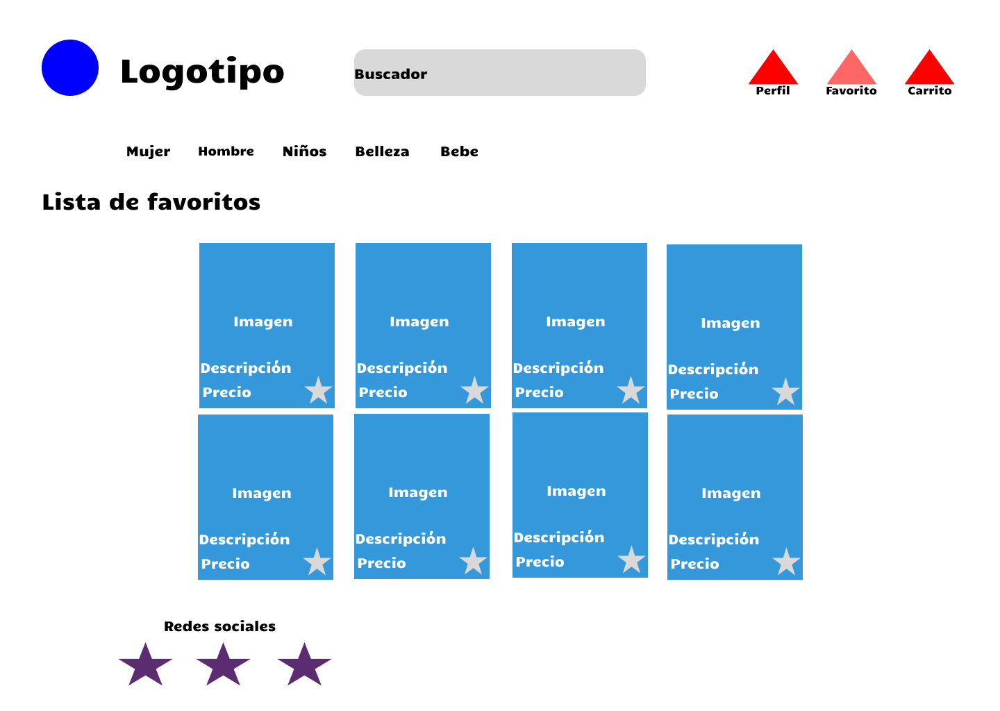 Logotipo
Buscador
Perfil
Favorito
Carrito
Mujer
Hombre
Niños
Belleza
Bebe
Lista de favoritos
Imagen
Descripción
Precio
Imagen
Descripción
Precio
Imagen
Descripción
Precio
Imagen
Descripción
Precio
Imagen
Descripción
Precio
Imagen
Descripción
Precio
Imagen
Descripción
Precio
Imagen
Descripción
Precio
Redes sociales